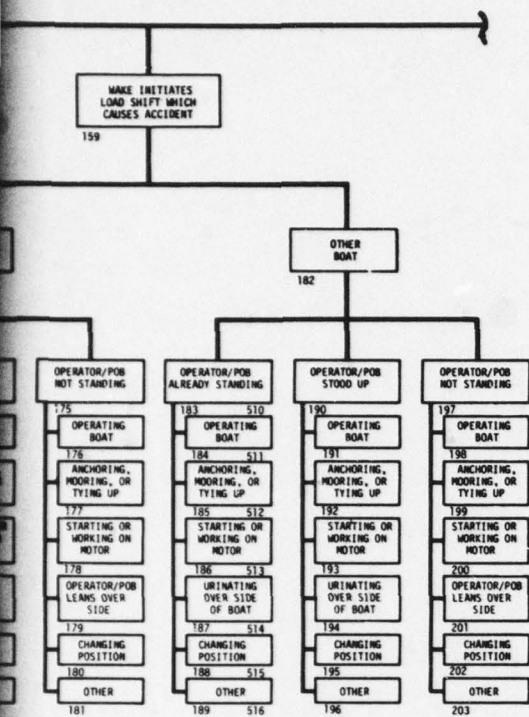 WAKE INITIATES
LOAD SHIFT WHICH
CAUSES ACCIDENT
159
OTHER
BOAT
182
OPERATOR/POB
NOT STANDING
175
OPERATING
BOAT
176
ANCHORING,
MOORING, OR
TYING UP
177
STARTING OR
WORKING ON
MOTOR
178
OPERATOR/POB
LEANS OVER
SIDE
179
CHANGING
POSITION
180
OTHER
181
OPERATOR/POB
ALREADY STANDING
183 510
OPERATING
BOAT
184 511
ANCHORING,
MOORING, OR
TYING UP
185 512
STARTING OR
WORKING ON
MOTOR
186 513
URINATING
OVER SIDE
OF BOAT
187 514
CHANGING
POSITION
188 515
OTHER
189 516
OPERATOR/POB
STOOD UP
190
OPERATING
BOAT
191
ANCHORING,
MOORING, OR
TYING UP
192
STARTING OR
WORKING ON
MOTOR
193
URINATING
OVER SIDE
OF BOAT
194
CHANGING
POSITION
195
OTHER
196
OPERATOR/POB
NOT STANDING
197
OPERATING
BOAT
198
ANCHORING,
MOORING, OR
TYING UP
199
STARTING OR
WORKING ON
MOTOR
200
OPERATOR/POB
LEANS OVER
SIDE
201
CHANGING
POSITION
202
OTHER
203